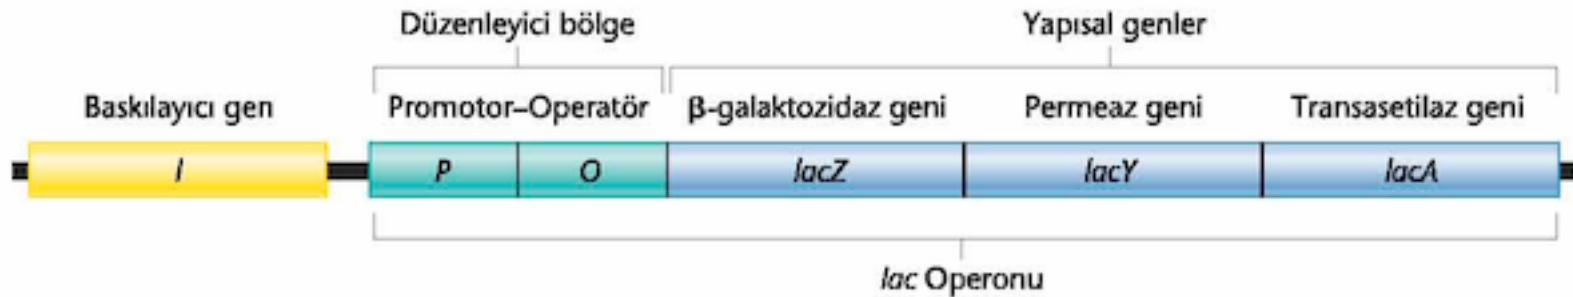 Düzenleyici bölge
Yapısal genler
Baskılayıcı gen
Promotor–Operatör
β-galaktozidaz geni
Permeaz geni
Transasetilaz geni
I
P
O
lacZ
lacY
lacA
lac Operonu